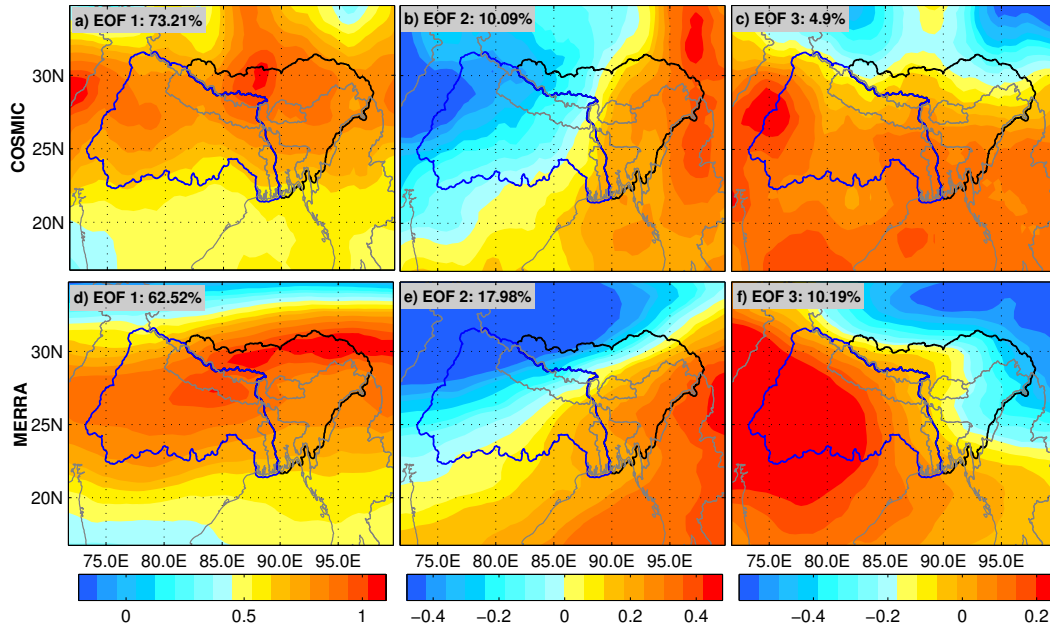 a) EOF 1: 73.21%
b) EOF 2: 10.09%
c) EOF 3: 4.9%
30N
25N
20N
COSMIC
d) EOF 1: 62.52%
e) EOF 2: 17.98%
f) EOF 3: 10.19%
30N
25N
20N
MERRA
75.0E 80.0E 85.0E 90.0E 95.0E
75.0E 80.0E 85.0E 90.0E 95.0E
75.0E 80.0E 85.0E 90.0E 95.0E
0 0.5 1
−0.4 −0.2 0 0.2 0.4
−0.4 −0.2 0 0.2